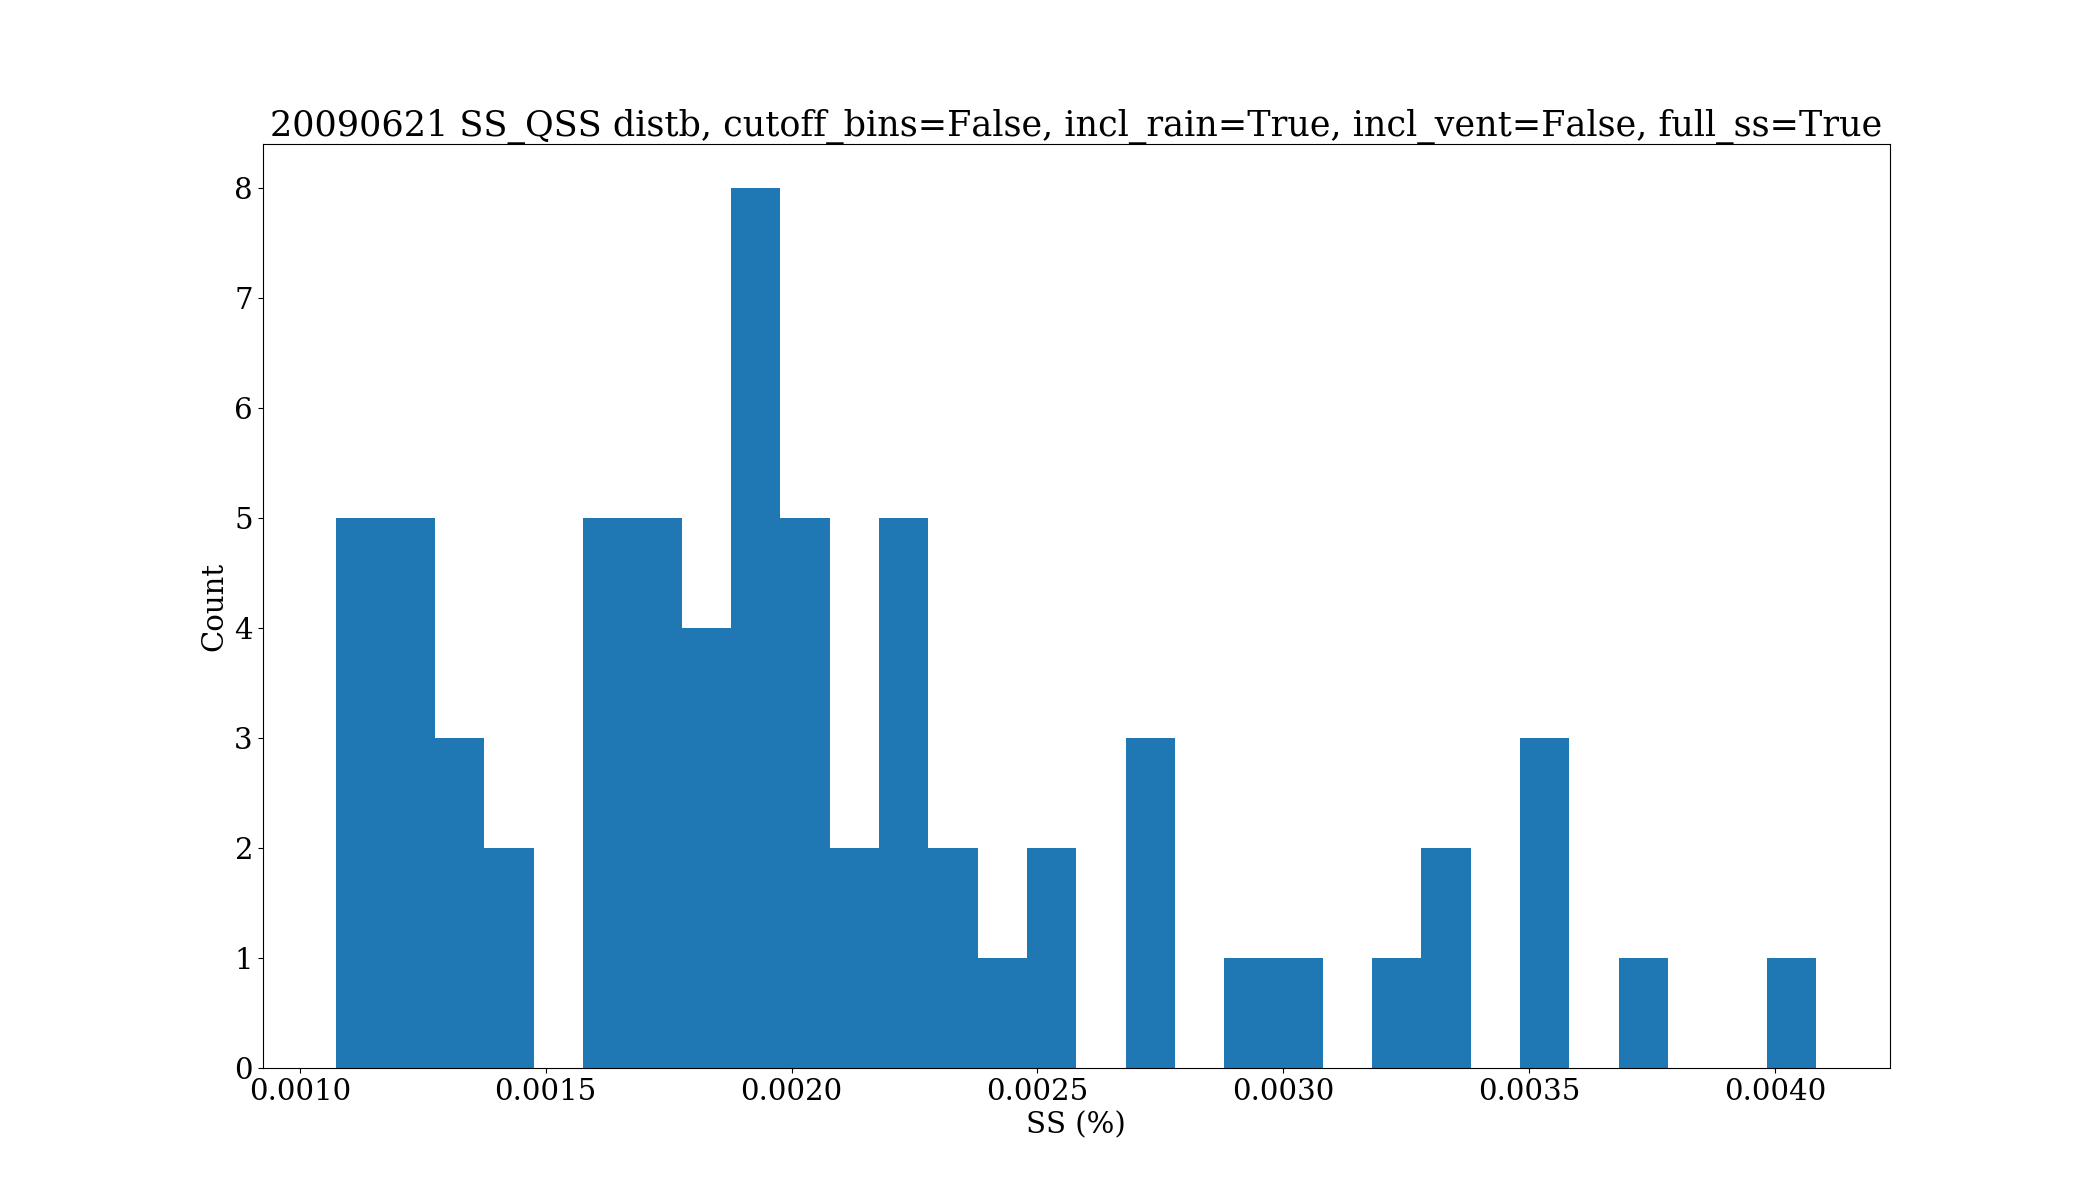 20090621 SS_QSS distb, cutoff_bins=False, incl_rain=True, incl_vent=False, full_ss=True
8
7
6
5
4
3
2
1
0
Count
0.0010 0.0015 0.0020 0.0025 0.0030 0.0035 0.0040
SS (%)